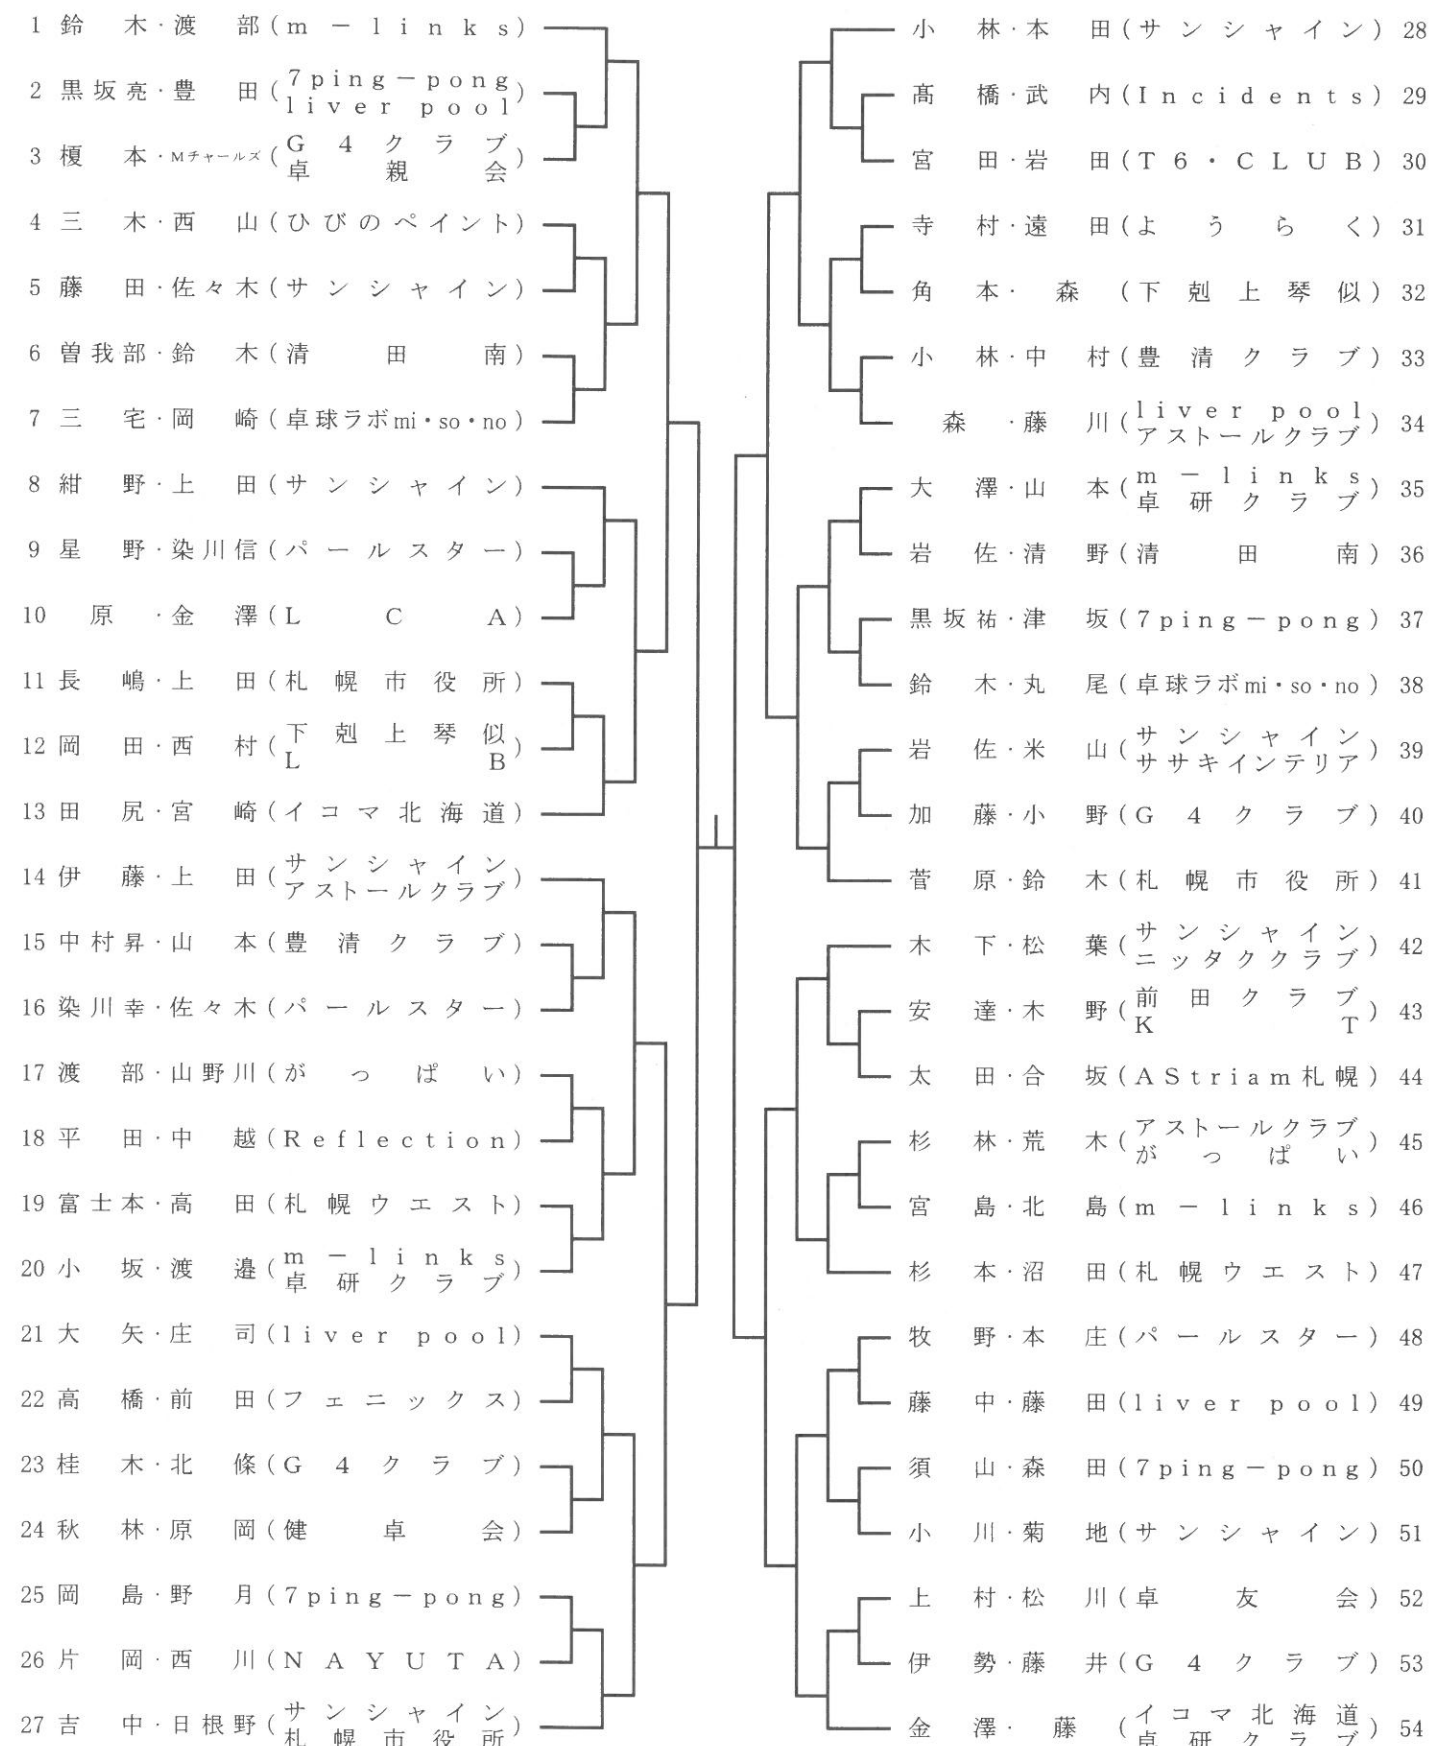 1 鈴木・渡部(m－links)
2 黒坂亮・豊田(7ping－pong
liver pool)
3 榎本・Mチャールズ(G4クラブ
卓親会)
4 三木・西山(ひびのペイント)
5 藤田・佐々木(サンシャイン)
6 曽我部・鈴木(清田南)
7 三宅・岡崎(卓球ラボmi・so・no)
8 紺野・上田(サンシャイン)
9 星野・染川信(パールスター)
10 原・金澤(LCA)
11 長嶋・上田(札幌市役所)
12 岡田・西村(下剋上琴似
LB)
13 田尻・宮崎(イコマ北海道)
14 伊藤・上田(サンシャイン
アストールクラブ)
15 中村昇・山本(豊清クラブ)
16 染川幸・佐々木(パールスター)
17 渡部・山野川(がっぱい)
18 平田・中越(Reflection)
19 富士本・高田(札幌ウエスト)
20 小坂・渡邉(m－links
卓研クラブ)
21 大矢・庄司(liver pool)
22 高橋・前田(フェニックス)
23 桂木・北條(G4クラブ)
24 秋林・原岡(健卓会)
25 岡島・野月(7ping－pong)
26 片岡・西川(NAYUTA)
27 吉中・日根野(サンシャイン
札幌市役所)
小林・本田(サンシャイン) 28
髙橋・武内(Incidents) 29
宮田・岩田(T6・CLUB) 30
寺村・遠田(ようらく) 31
角本・森(下剋上琴似) 32
小林・中村(豊清クラブ) 33
森・藤川(liver pool
アストールクラブ) 34
大澤・山本(m－links
卓研クラブ) 35
岩佐・清野(清田南) 36
黒坂祐・津坂(7ping－pong) 37
鈴木・丸尾(卓球ラボmi・so・no) 38
岩佐・米山(サンシャイン
ササキインテリア) 39
加藤・小野(G4クラブ) 40
菅原・鈴木(札幌市役所) 41
木下・松葉(サンシャイン
ニッタククラブ) 42
安達・木野(前田クラブ
KT) 43
太田・合坂(AStriam札幌) 44
杉林・荒木(アストールクラブ
がっぱい) 45
宮島・北島(m－links) 46
杉本・沼田(札幌ウエスト) 47
牧野・本庄(パールスター) 48
藤中・藤田(liver pool) 49
須山・森田(7ping－pong) 50
小川・菊地(サンシャイン) 51
上村・松川(卓友会) 52
伊勢・藤井(G4クラブ) 53
金澤・藤(イコマ北海道
卓研クラブ) 54